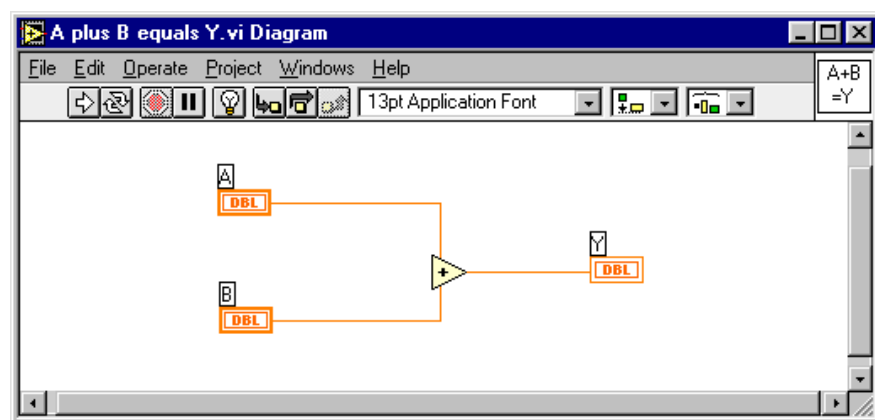 A plus B equals Y.vi Diagram
File Edit Operate Project Windows Help
A+B
=Y
13pt Application Font
A
DBL
+
Y
DBL
B
DBL